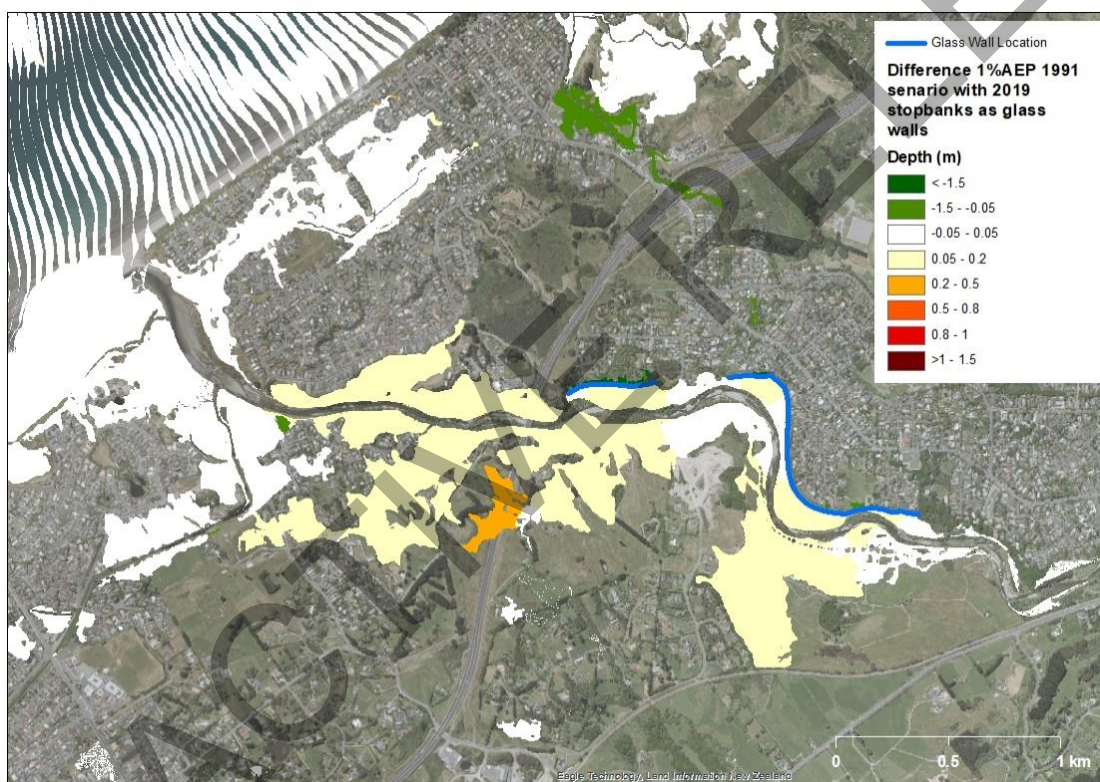 Glass Wall Location
Difference 1%AEP 1991
senario with 2019
stopbanks as glass
walls
Depth (m)
< -1.5
-1.5 - -0.05
-0.05 - 0.05
0.05 - 0.2
0.2 - 0.5
0.5 - 0.8
0.8 - 1
>1 - 1.5
0 0.5 1 km
Eagle Technology, Land Information New Zealand